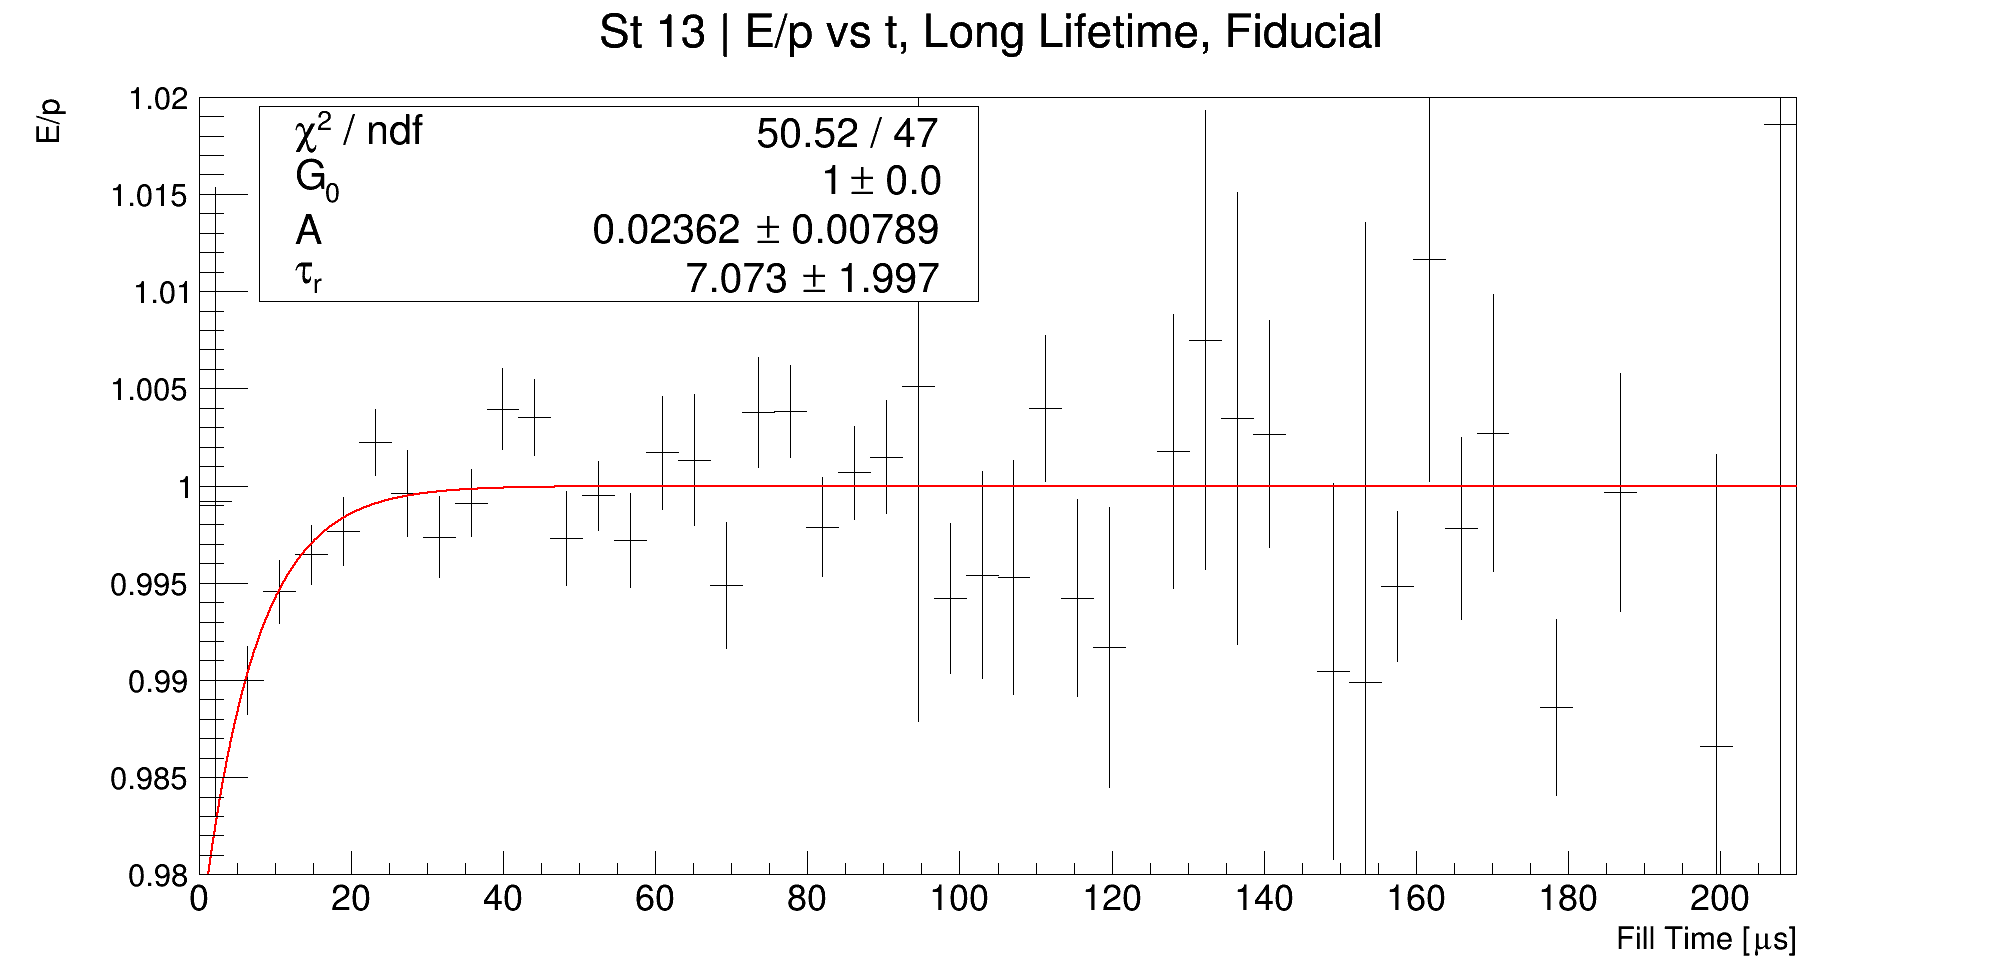 St 13 | E/p vs t, Long Lifetime, Fiducial
E/p
χ² / ndf 50.52 / 47
G₀ 1 ± 0.0
A 0.02362 ± 0.00789
τᵣ 7.073 ± 1.997
1.02
1.015
1.01
1.005
1
0.995
0.99
0.985
0.98
0 20 40 60 80 100 120 140 160 180 200
Fill Time [μs]